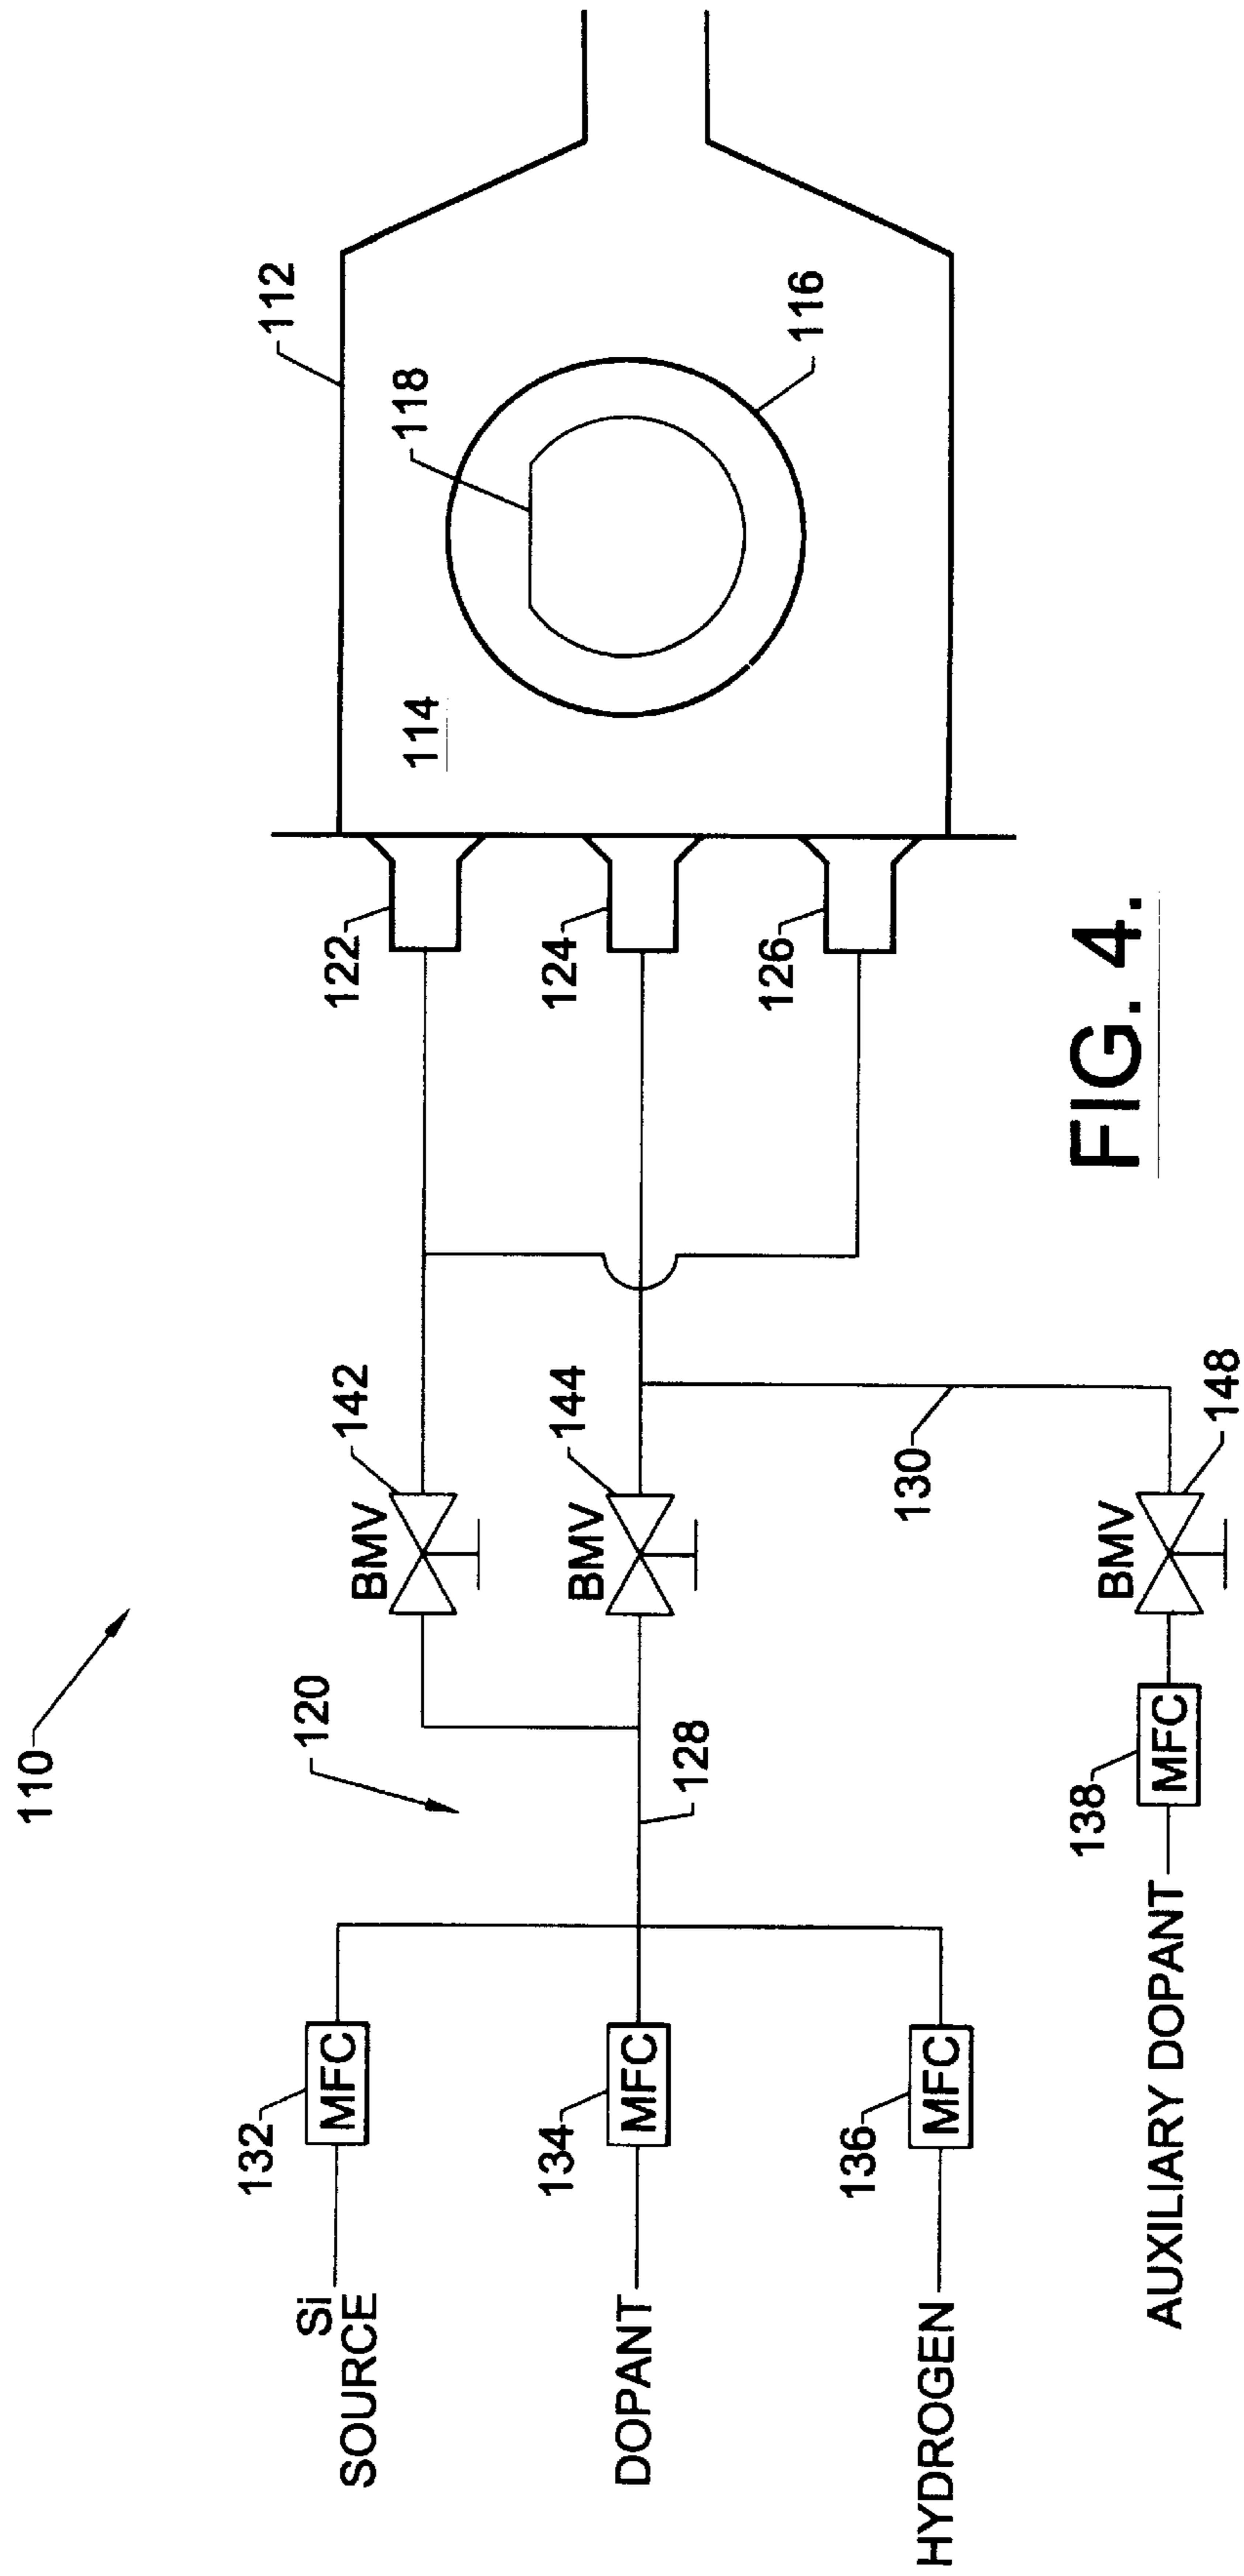 110
120
Si
SOURCE
132
MFC
DOPANT
134
MFC
HYDROGEN
136
MFC
AUXILIARY DOPANT
138
MFC
128
BMV
142
BMV
144
BMV
148
130
122
124
126
112
114
118
116
FIG. 4.